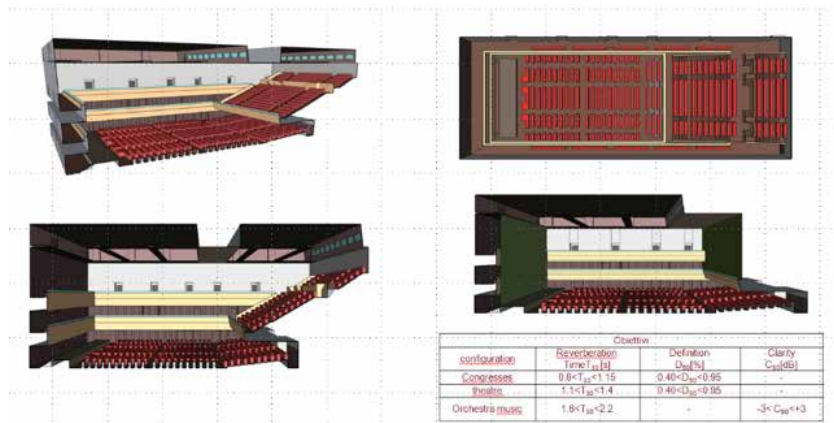 Obiettivi
configuration Reverberation Definition Clarity
TimeT30 [s] D50[%] C80[dB]
Congresses 0.8<T30<1.15 0.40<D50<0.95 -
theatre 1.1<T30<1.4 0.40<D50<0.95 -
Orchestra music 1.6<T30<2.2 - -3< C80<+3